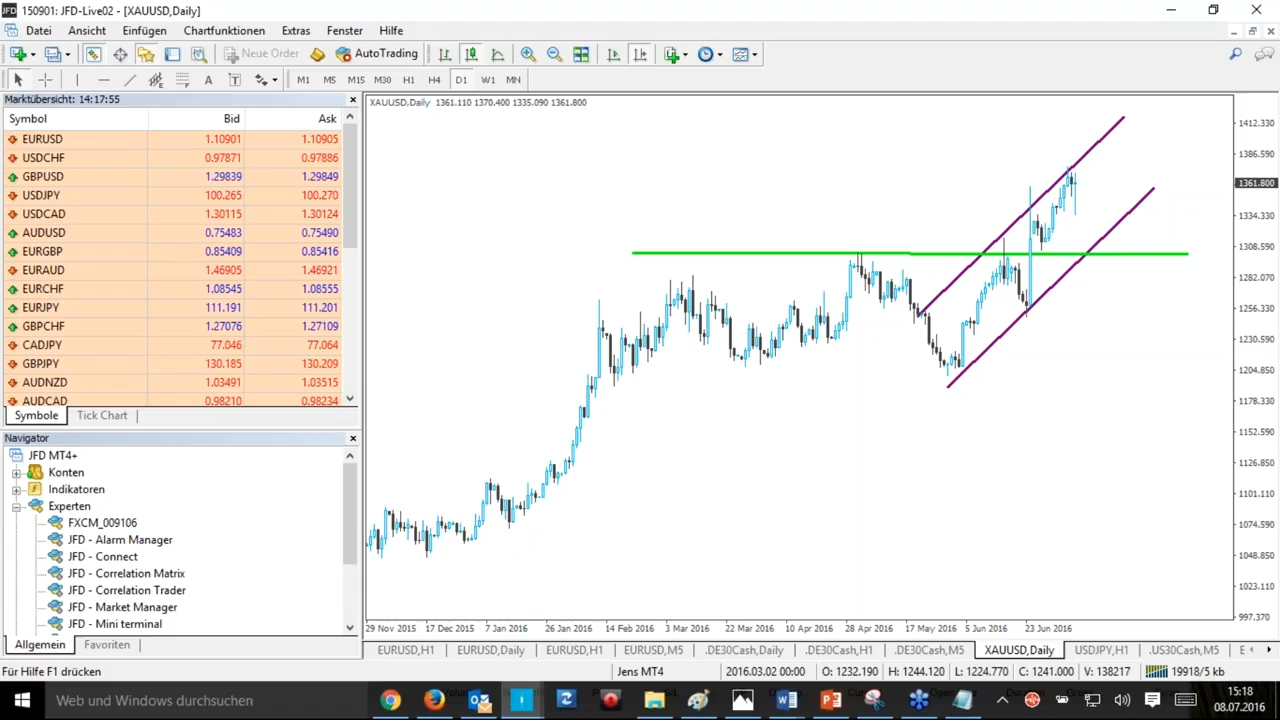 150901: JFD-Live02 - [XAUUSD,Daily]
Datei Ansicht Einfügen Chartfunktionen Extras Fenster Hilfe
New Order AutoTrading
A T M1 M5 M15 M30 H1 H4 D1 W1 MN
Marktübersicht: 14:17:55
Symbol Bid Ask
EURUSD 1.10901 1.10905
USDCHF 0.97871 0.97886
GBPUSD 1.29839 1.29849
USDJPY 100.265 100.270
USDCAD 1.30115 1.30124
AUDUSD 0.75483 0.75490
EURGBP 0.85409 0.85416
EURAUD 1.46905 1.46921
EURCHF 1.08545 1.08555
EURJPY 111.191 111.201
GBPCHF 1.27076 1.27109
CADJPY 77.046 77.064
GBPJPY 130.185 130.209
AUDNZD 1.03491 1.03515
AUDCAD 0.98210 0.98234
Symbole Tick Chart
Navigator
JFD MT4+
Konten
Indikatoren
Experten
FXCM_009106
JFD - Alarm Manager
JFD - Connect
JFD - Correlation Matrix
JFD - Correlation Trader
JFD - Market Manager
JFD - Mini terminal
Allgemein Favoriten
XAUUSD,Daily 1361.110 1370.400 1335.090 1361.800
1412.330
1386.590
1361.800
1334.330
1308.590
1282.070
1256.330
1230.590
1204.850
1178.330
1152.590
1126.850
1101.110
1074.590
1048.850
1023.110
997.370
29 Nov 2015 17 Dec 2015 7 Jan 2016 26 Jan 2016 14 Feb 2016 3 Mar 2016 22 Mar 2016 10 Apr 2016 28 Apr 2016 17 May 2016 5 Jun 2016 23 Jun 2016
EURUSD,H1 EURUSD,Daily EURUSD,H1 EURUSD,M5 .DE30Cash,Daily .DE30Cash,H1 .DE30Cash,M5 XAUUSD,Daily USDJPY,H1 .US30Cash,M5 E
Für Hilfe F1 drücken Jens MT4 2016.03.02 00:00 O: 1232.190 H: 1244.120 L: 1224.770 C: 1241.000 V: 138217 19918/5 kb
Web und Windows durchsuchen
15:18
08.07.2016